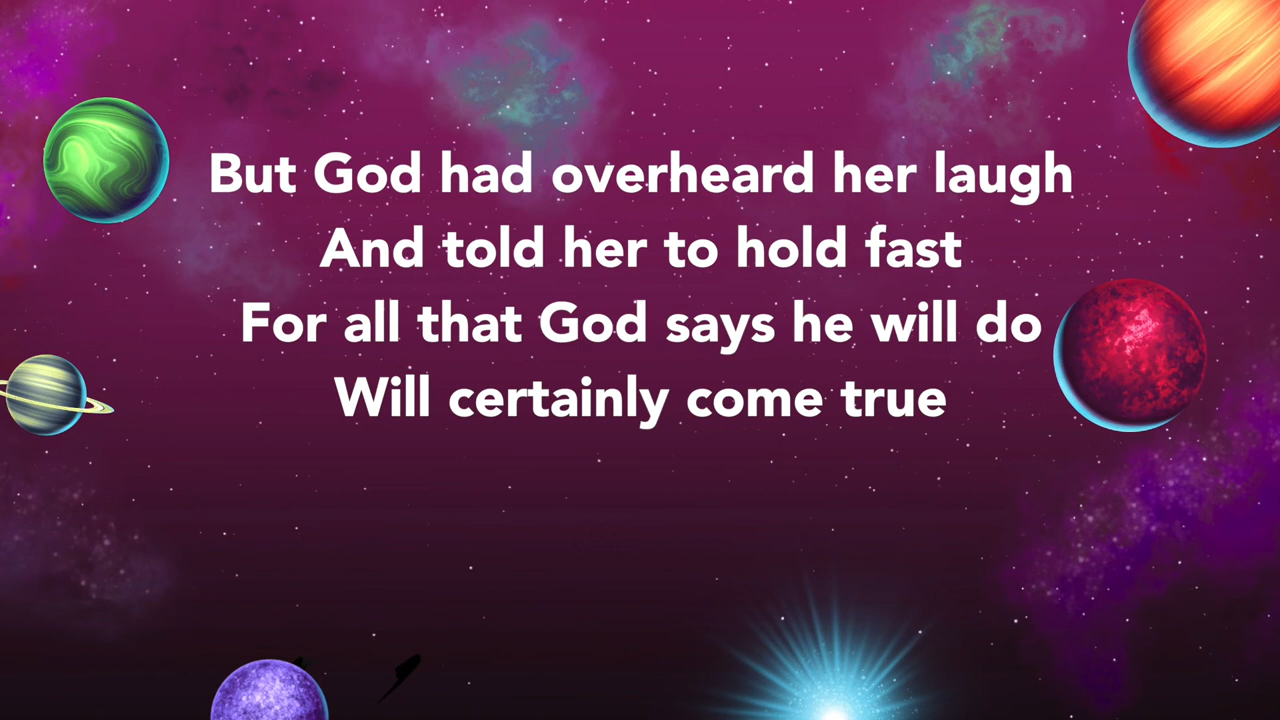 But God had overheard her laugh
And told her to hold fast
For all that God says he will do
Will certainly come true